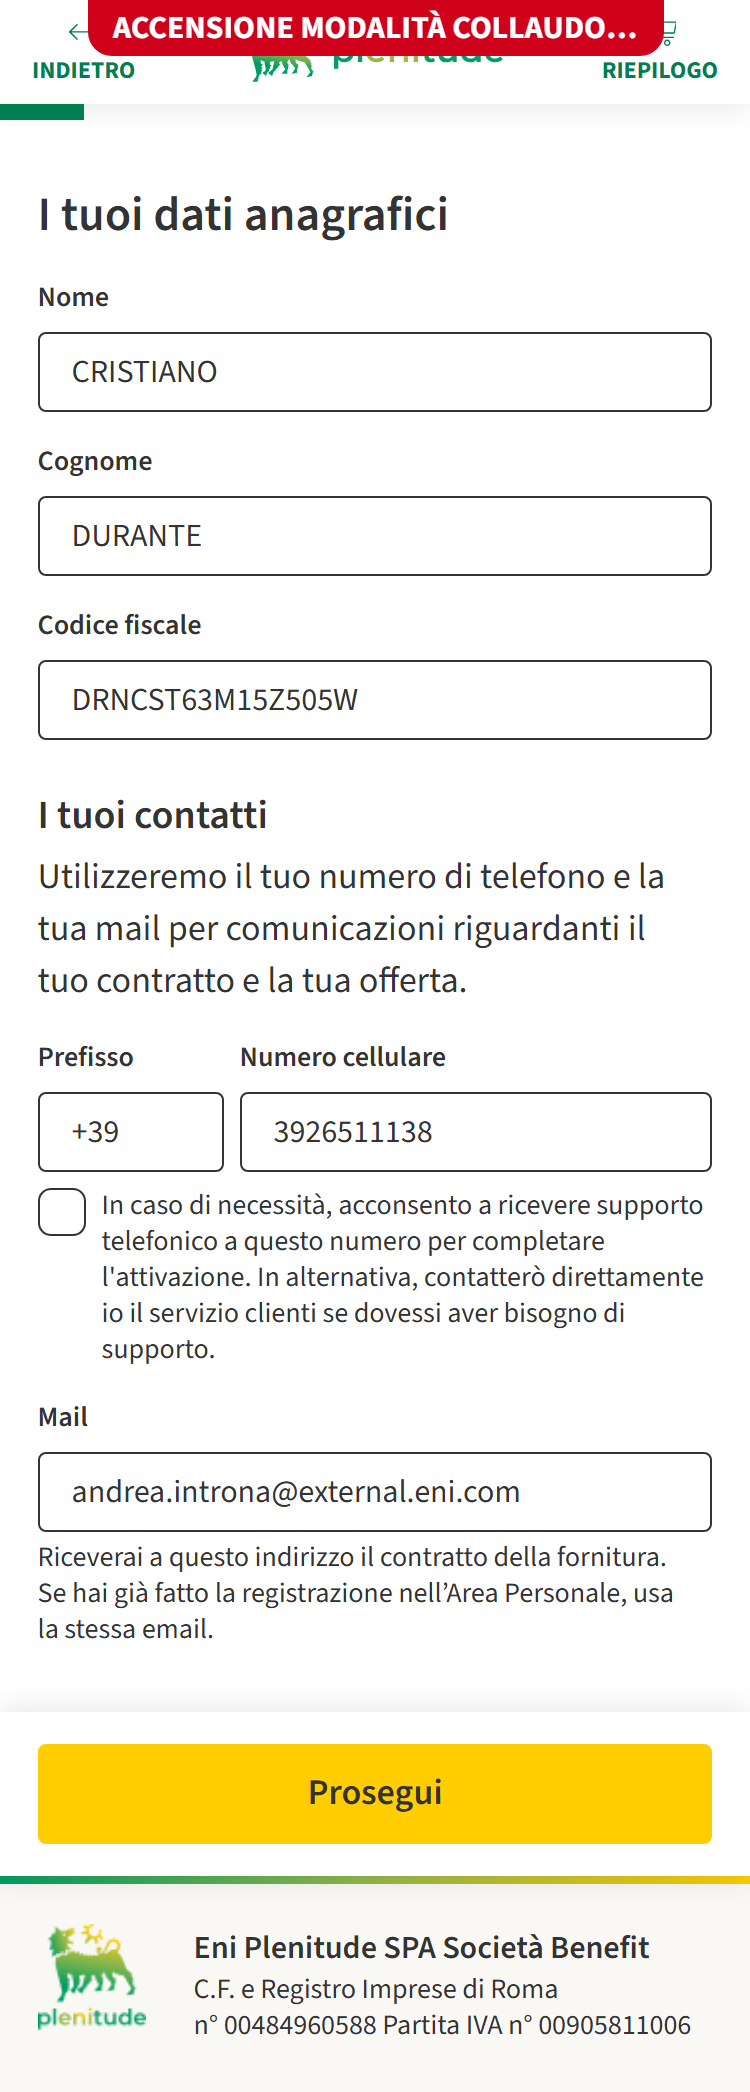 ACCENSIONE MODALITÀ COLLAUDO...
INDIETRO
plenitude
RIEPILOGO
I tuoi dati anagrafici
Nome
CRISTIANO
Cognome
DURANTE
Codice fiscale
DRNCST63M15Z505W
I tuoi contatti
Utilizzeremo il tuo numero di telefono e la
tua mail per comunicazioni riguardanti il
tuo contratto e la tua offerta.
Prefisso
Numero cellulare
+39
3926511138
In caso di necessità, acconsento a ricevere supporto
telefonico a questo numero per completare
l'attivazione. In alternativa, contatterò direttamente
io il servizio clienti se dovessi aver bisogno di
supporto.
Mail
andrea.introna@external.eni.com
Riceverai a questo indirizzo il contratto della fornitura.
Se hai già fatto la registrazione nell’Area Personale, usa
la stessa email.
Prosegui
plenitude
Eni Plenitude SPA Società Benefit
C.F. e Registro Imprese di Roma
n° 00484960588 Partita IVA n° 00905811006